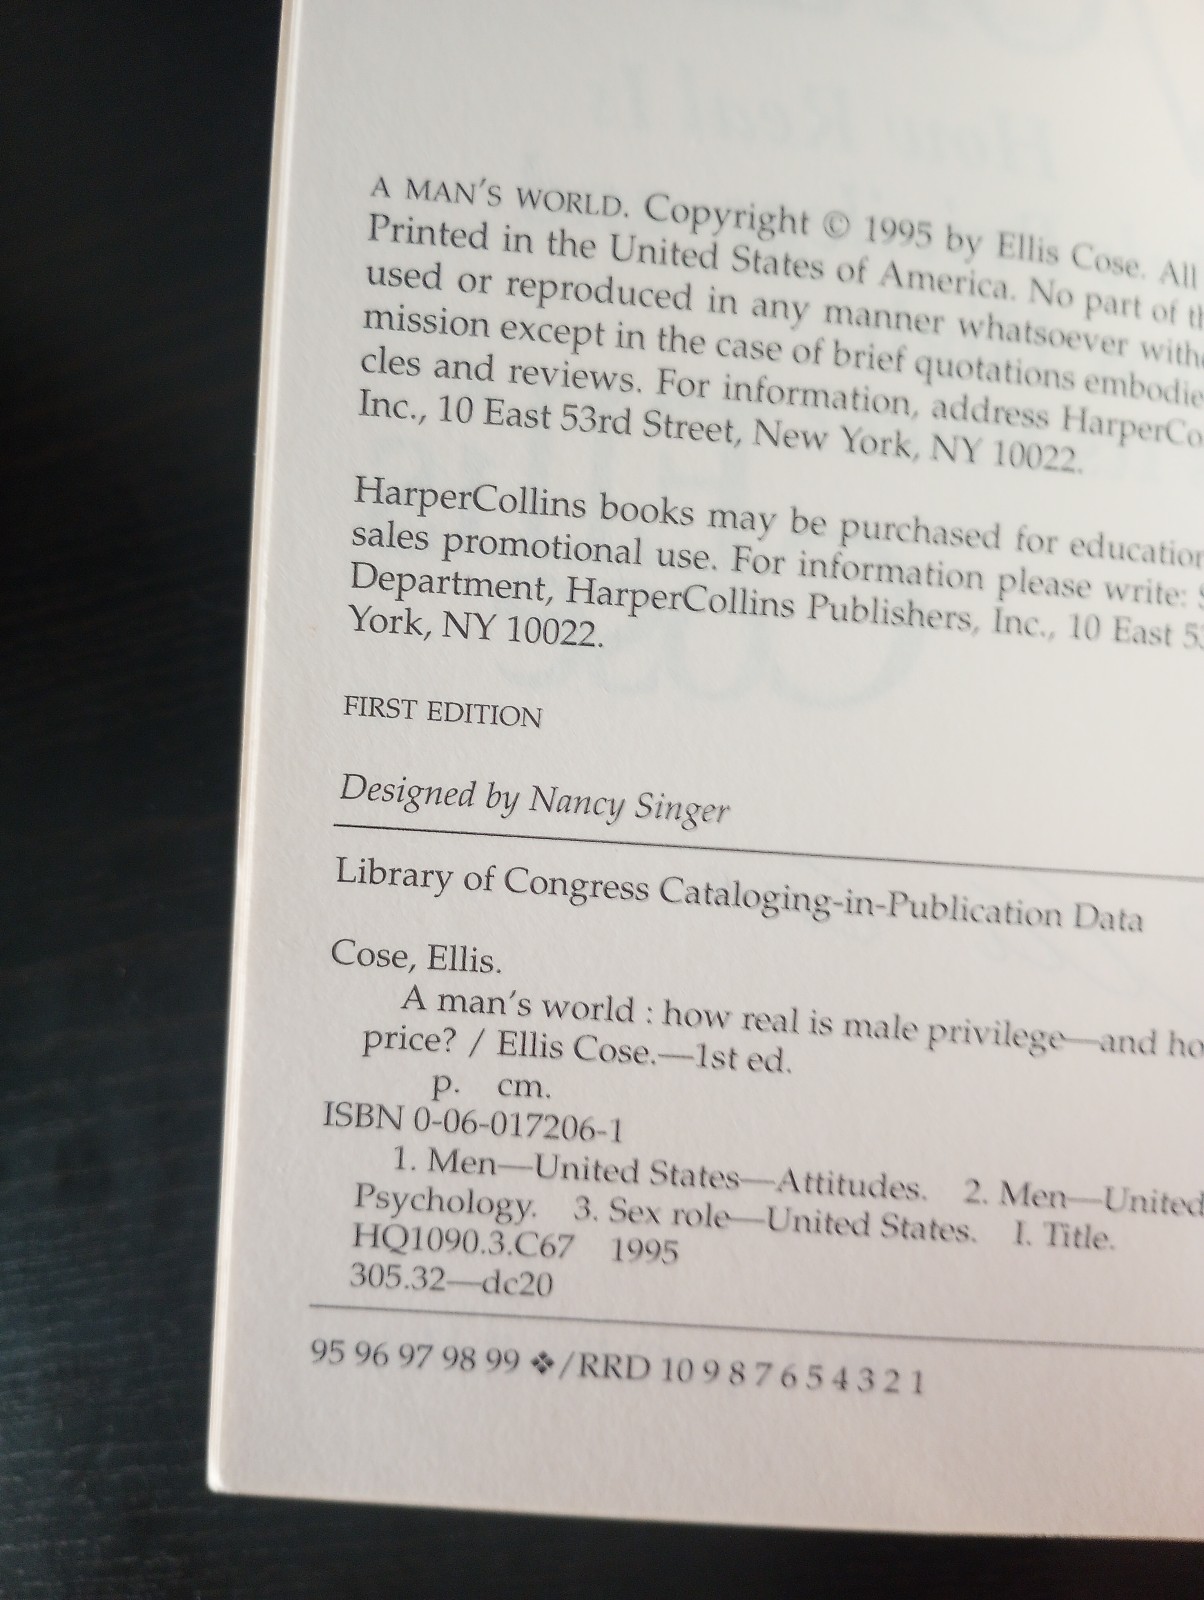 A MAN'S WORLD. Copyright © 1995 by Ellis Cose. All
Printed in the United States of America. No part of
used or reproduced in any manner whatsoever
mission except in the case of brief quotations
cles and reviews. For information, address
Inc., 10 East 53rd Street, New York, NY 10022.
HarperCollins books may be purchased for
sales promotional use. For information please write:
Department, HarperCollins Publishers, Inc., 10 East
York, NY 10022.
FIRST EDITION
Designed by Nancy Singer
Library of Congress Cataloging-in-Publication Data
Cose, Ellis.
A man's world : how real is male privilege—and
price? / Ellis Cose.—1st ed.
p. cm.
ISBN 0-06-017206-1
1. Men—United States—Attitudes. 2. Men—United
Psychology. 3. Sex role—United States. I. Title.
HQ1090.3.C67 1995
305.32—dc20
95 96 97 98 99 ❖/RRD 10 9 8 7 6 5 4 3 2 1